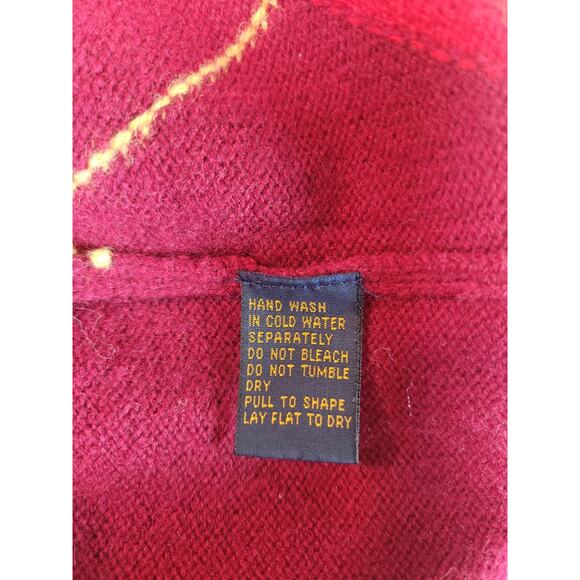 HAND WASH
IN COLD WATER
SEPARATELY
DO NOT BLEACH
DO NOT TUMBLE
DRY
PULL TO SHAPE
LAY FLAT TO DRY